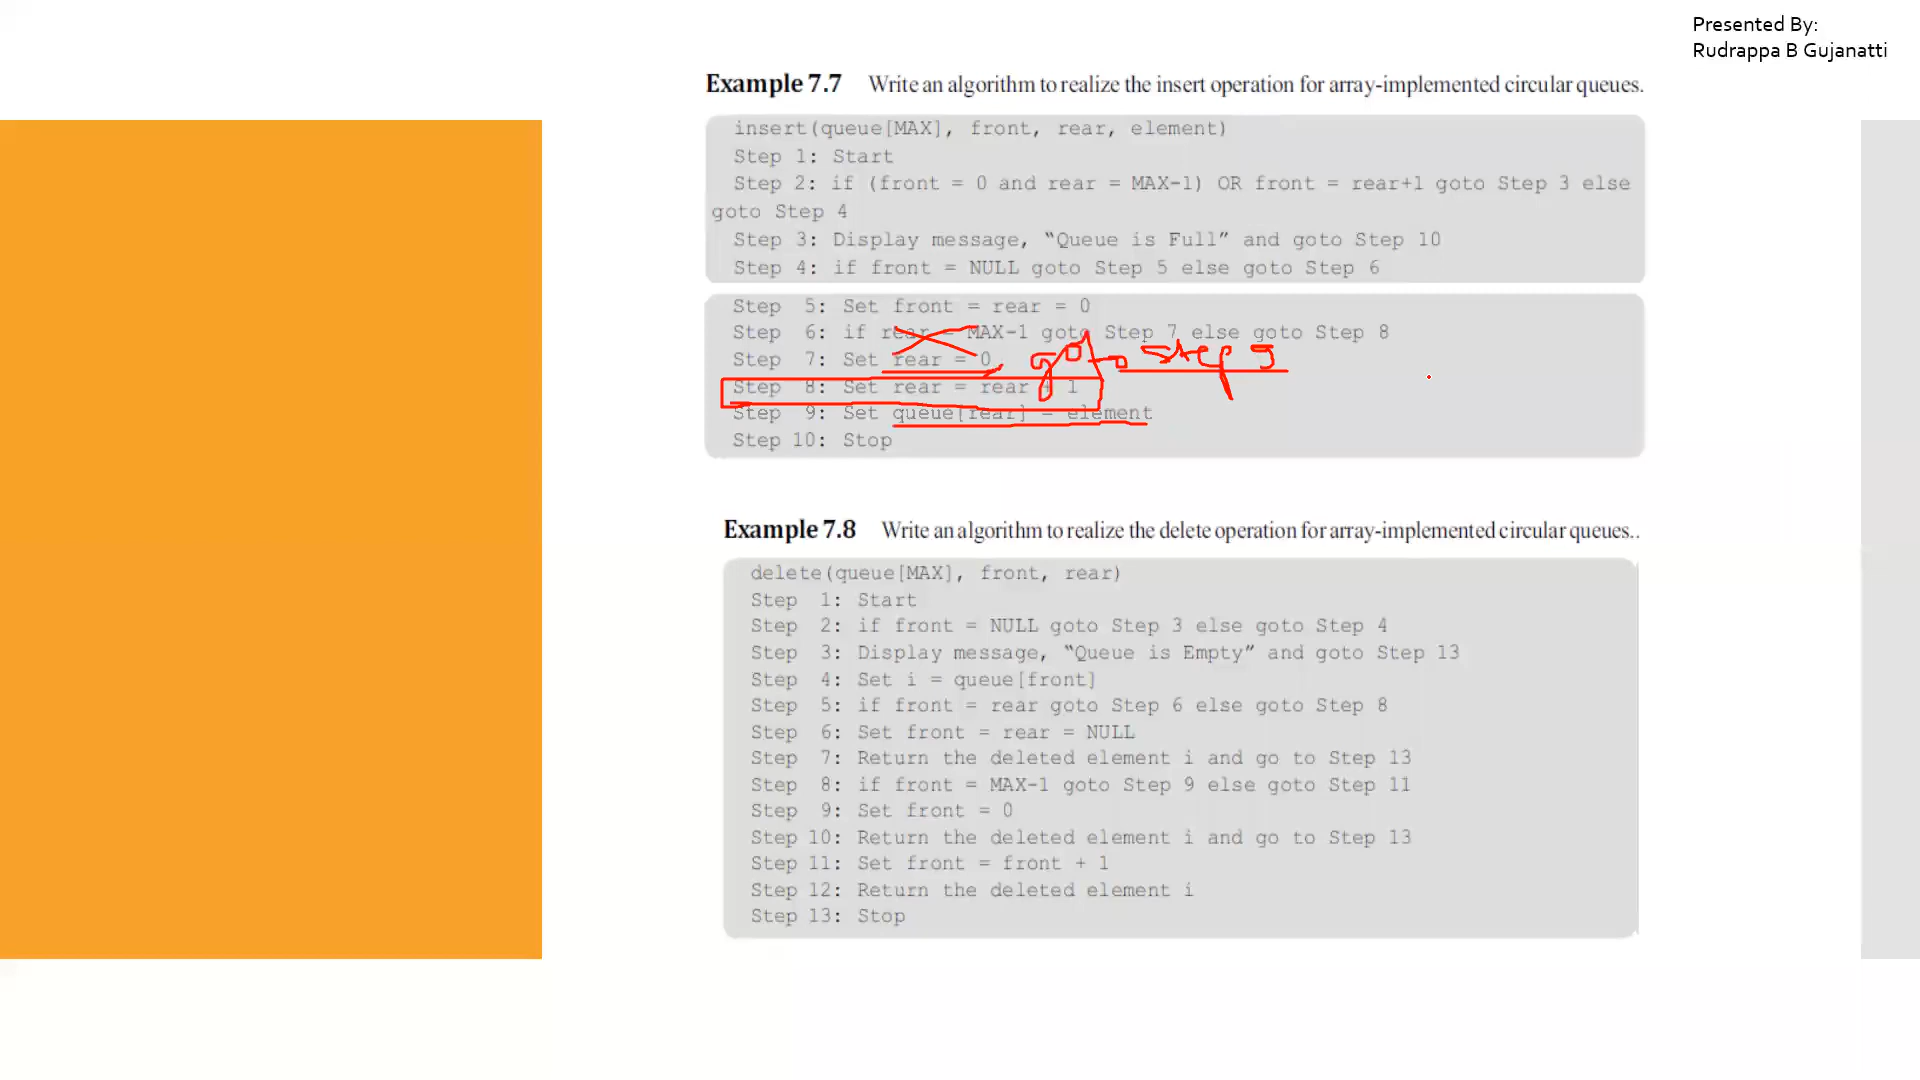 Presented By:
Rudrappa B Gujanatti
Example 7.7 Write an algorithm to realize the insert operation for array-implemented circular queues.
insert(queue[MAX], front, rear, element)
Step 1: Start
Step 2: if (front = 0 and rear = MAX-1) OR front = rear+1 goto Step 3 else
goto Step 4
Step 3: Display message, “Queue is Full” and goto Step 10
Step 4: if front = NULL goto Step 5 else goto Step 6
Step 5: Set front = rear = 0
Step 6: if rear = MAX-1 goto Step 7 else goto Step 8
Step 7: Set rear = 0, goto step 9
Step 8: Set rear = rear + 1
Step 9: Set queue[rear] = element
Step 10: Stop
Example 7.8 Write an algorithm to realize the delete operation for array-implemented circular queues..
delete(queue[MAX], front, rear)
Step 1: Start
Step 2: if front = NULL goto Step 3 else goto Step 4
Step 3: Display message, “Queue is Empty” and goto Step 13
Step 4: Set i = queue[front]
Step 5: if front = rear goto Step 6 else goto Step 8
Step 6: Set front = rear = NULL
Step 7: Return the deleted element i and go to Step 13
Step 8: if front = MAX-1 goto Step 9 else goto Step 11
Step 9: Set front = 0
Step 10: Return the deleted element i and go to Step 13
Step 11: Set front = front + 1
Step 12: Return the deleted element i
Step 13: Stop